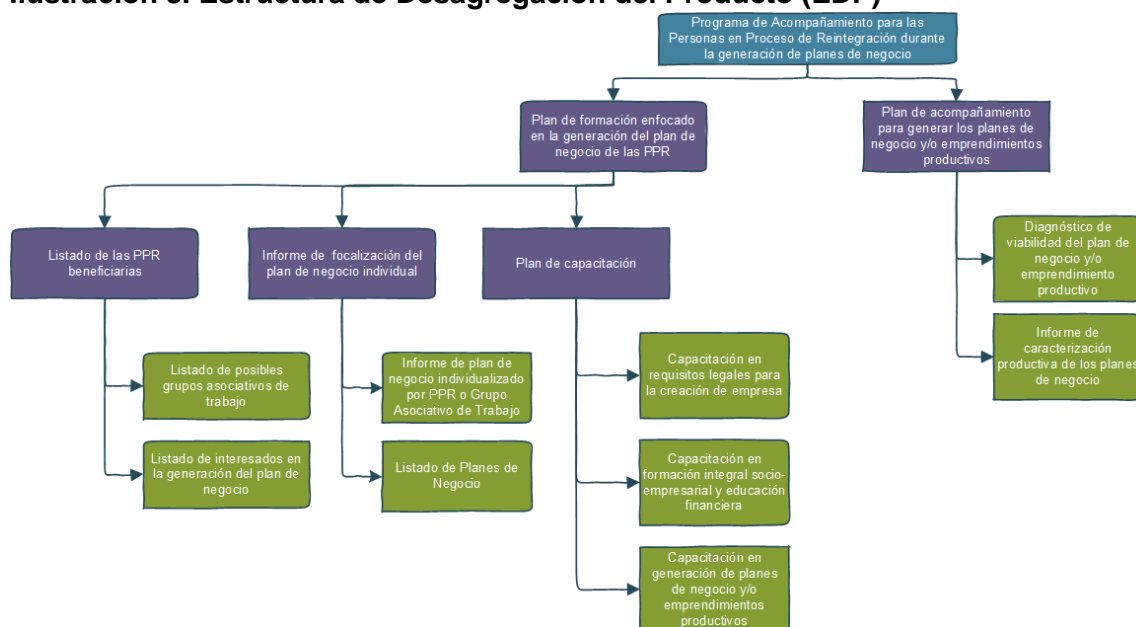 Ilustración 3. Estructura de Desagregación del Producto (EDP)
Programa de Acompañamiento para las
Personas en Proceso de Reintegración durante
la generación de planes de negocio
Plan de formación enfocado
en la generación del plan de
negocio de las PPR
Plan de acompañamiento
para generar los planes de
negocio y/o emprendimientos
productivos
Listado de las PPR
beneficiarias
Informe de focalización del
plan de negocio individual
Plan de capacitación
Diagnóstico de
viabilidad del plan de
negocio y/o
emprendimiento
productivo
Informe de
caracterización
productiva de los planes
de negocio
Listado de posibles
grupos asociativos de
trabajo
Informe de plan de
negocio individualizado
por PPR o Grupo
Asociativo de Trabajo
Capacitación en
requisitos legales para
la creación de empresa
Listado de interesados en
la generación del plan de
negocio
Listado de Planes de
Negocio
Capacitación en
formación integral socio-
empresarial y educación
financiera
Capacitación en
generación de planes
de negocio y/o
emprendimientos
productivos